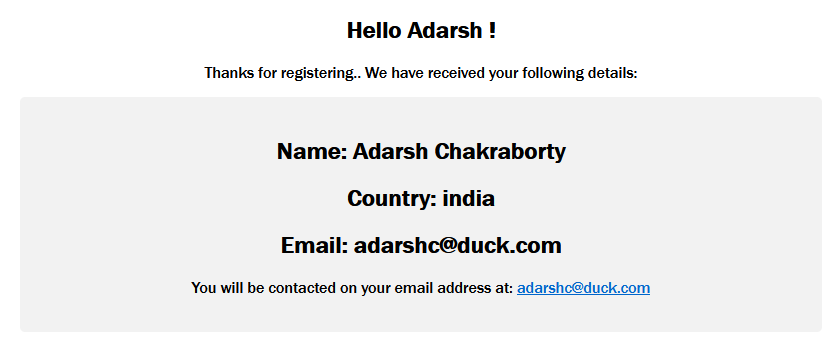 Hello Adarsh !
Thanks for registering.. We have received your following details:
Name: Adarsh Chakraborty
Country: india
Email: adarshc@duck.com
You will be contacted on your email address at: adarshc@duck.com